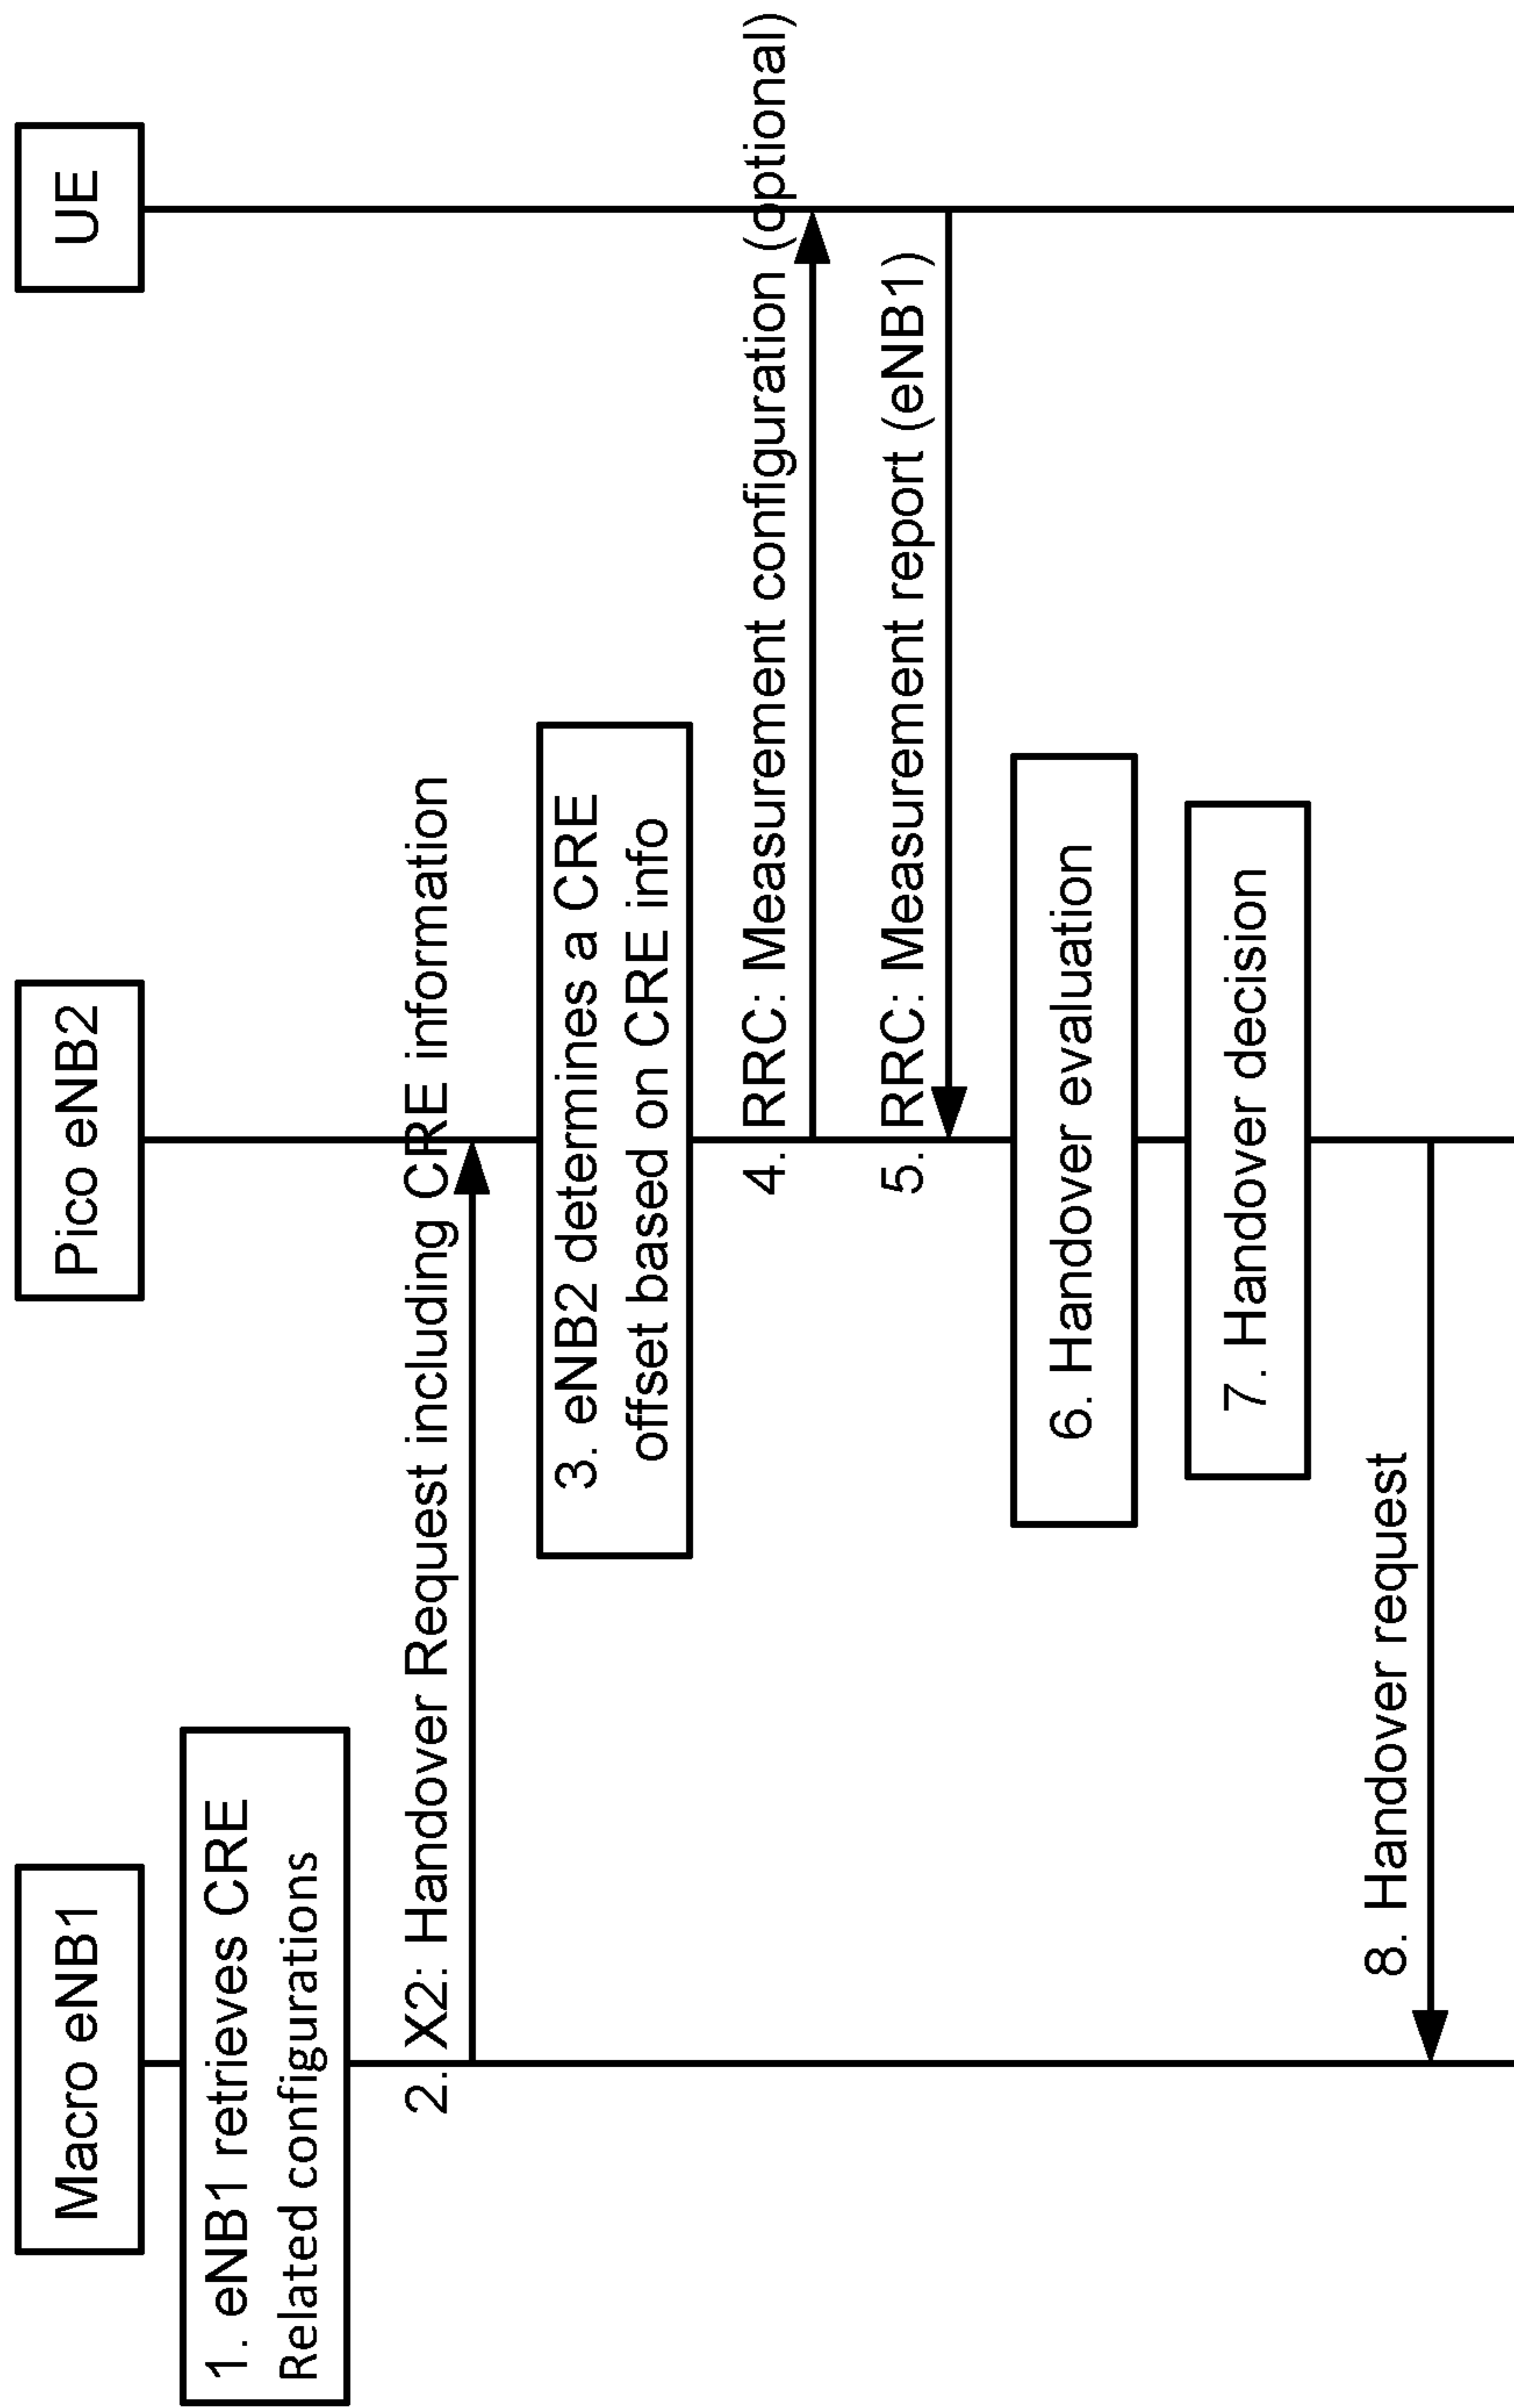 Macro eNB1
Pico eNB2
UE
1. eNB1 retrieves CRE
Related configurations
2. X2: Handover Request including CRE information
3. eNB2 determines a CRE
offset based on CRE info
4. RRC: Measurement configuration (optional)
5. RRC: Measurement report (eNB1)
6. Handover evaluation
7. Handover decision
8. Handover request